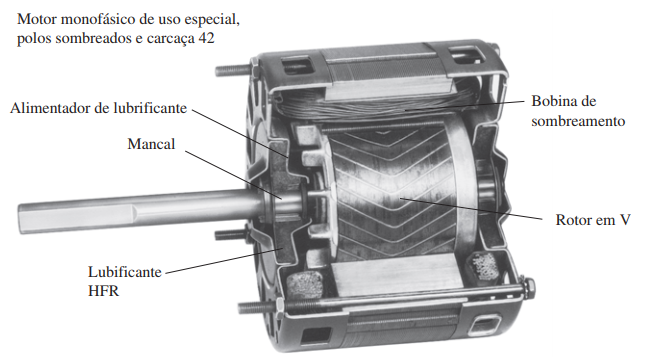 Motor monofásico de uso especial,
polos sombreados e carcaça 42
Alimentador de lubrificante
Mancal
Bobina de
sombreamento
Rotor em V
Lubificante
HFR